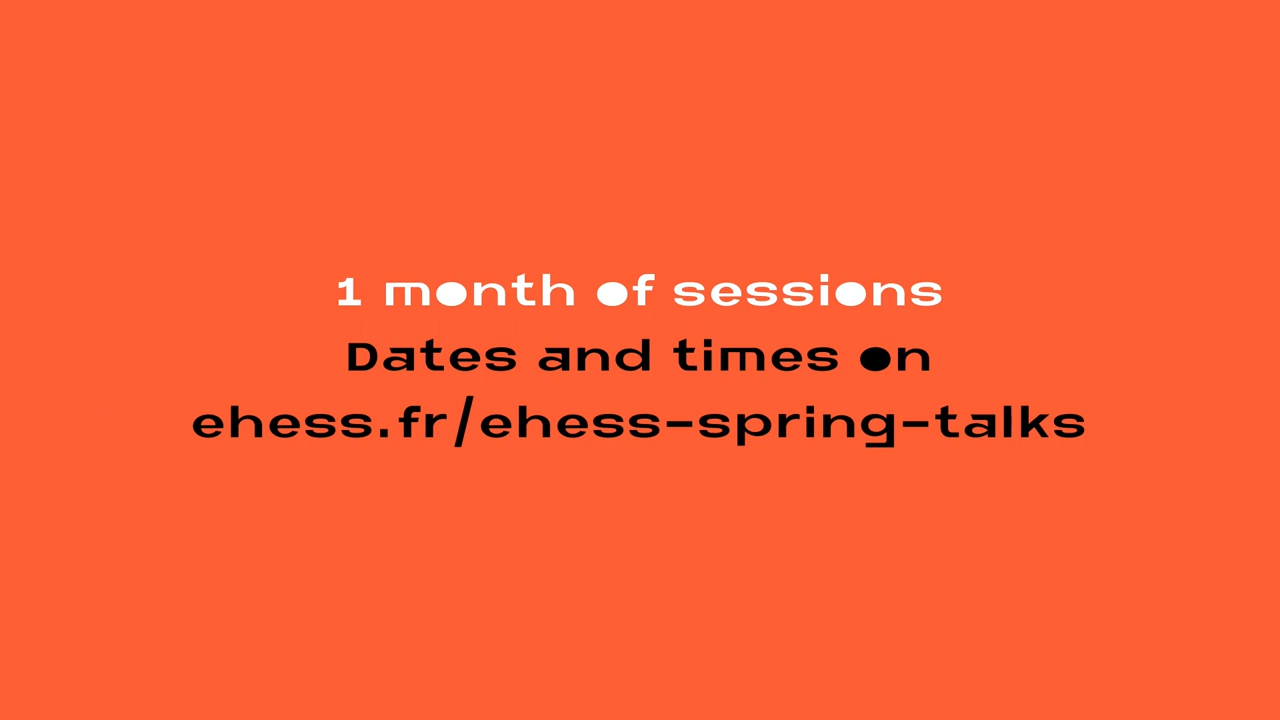 1 month of sessions
Dates and times on
ehess.fr/ehess-spring-talks